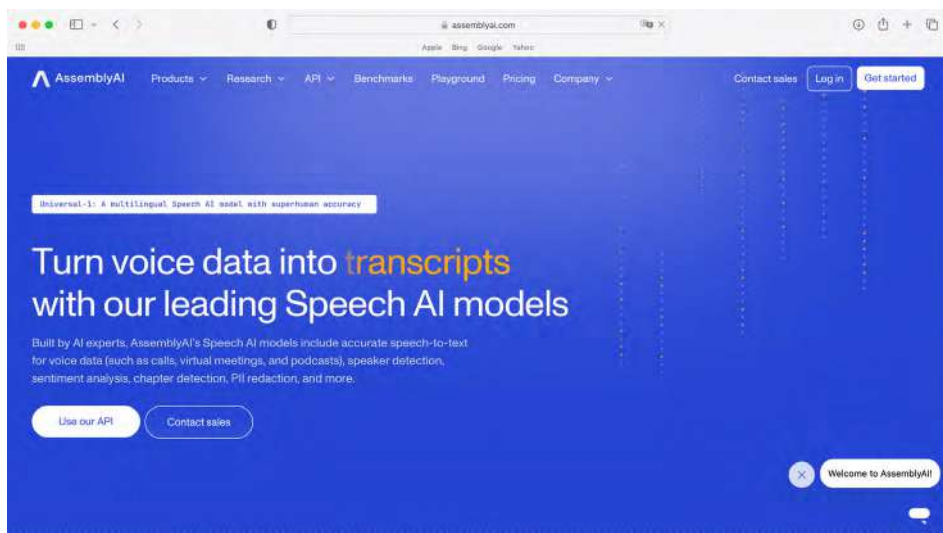 assemblyai.com
Apple Bing Google Yahoo
AssemblyAI Products Research API Benchmarks Playground Pricing Company Contact sales Log in Get started
Universal-1: A multilingual Speech AI model with superhuman accuracy
Turn voice data into transcripts
with our leading Speech AI models
Built by AI experts, AssemblyAI's Speech AI models include accurate speech-to-text
for voice data (such as calls, virtual meetings, and podcasts), speaker detection,
sentiment analysis, chapter detection, PII redaction, and more.
Use our API Contact sales
Welcome to AssemblyAI!